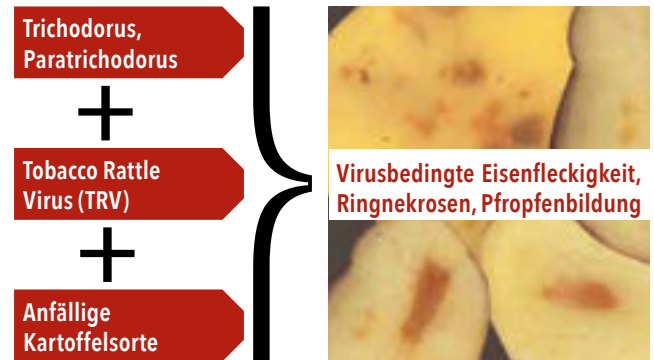 Trichodorus,
Paratrichodorus
+
Tobacco Rattle
Virus (TRV)
+
Anfällige
Kartoffelsorte
Virusbedingte Eisenfleckigkeit,
Ringnekrosen, Pfropfenbildung